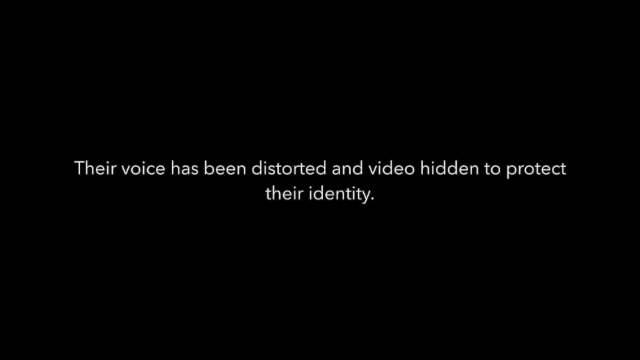 Their voice has been distorted and video hidden to protect
their identity.